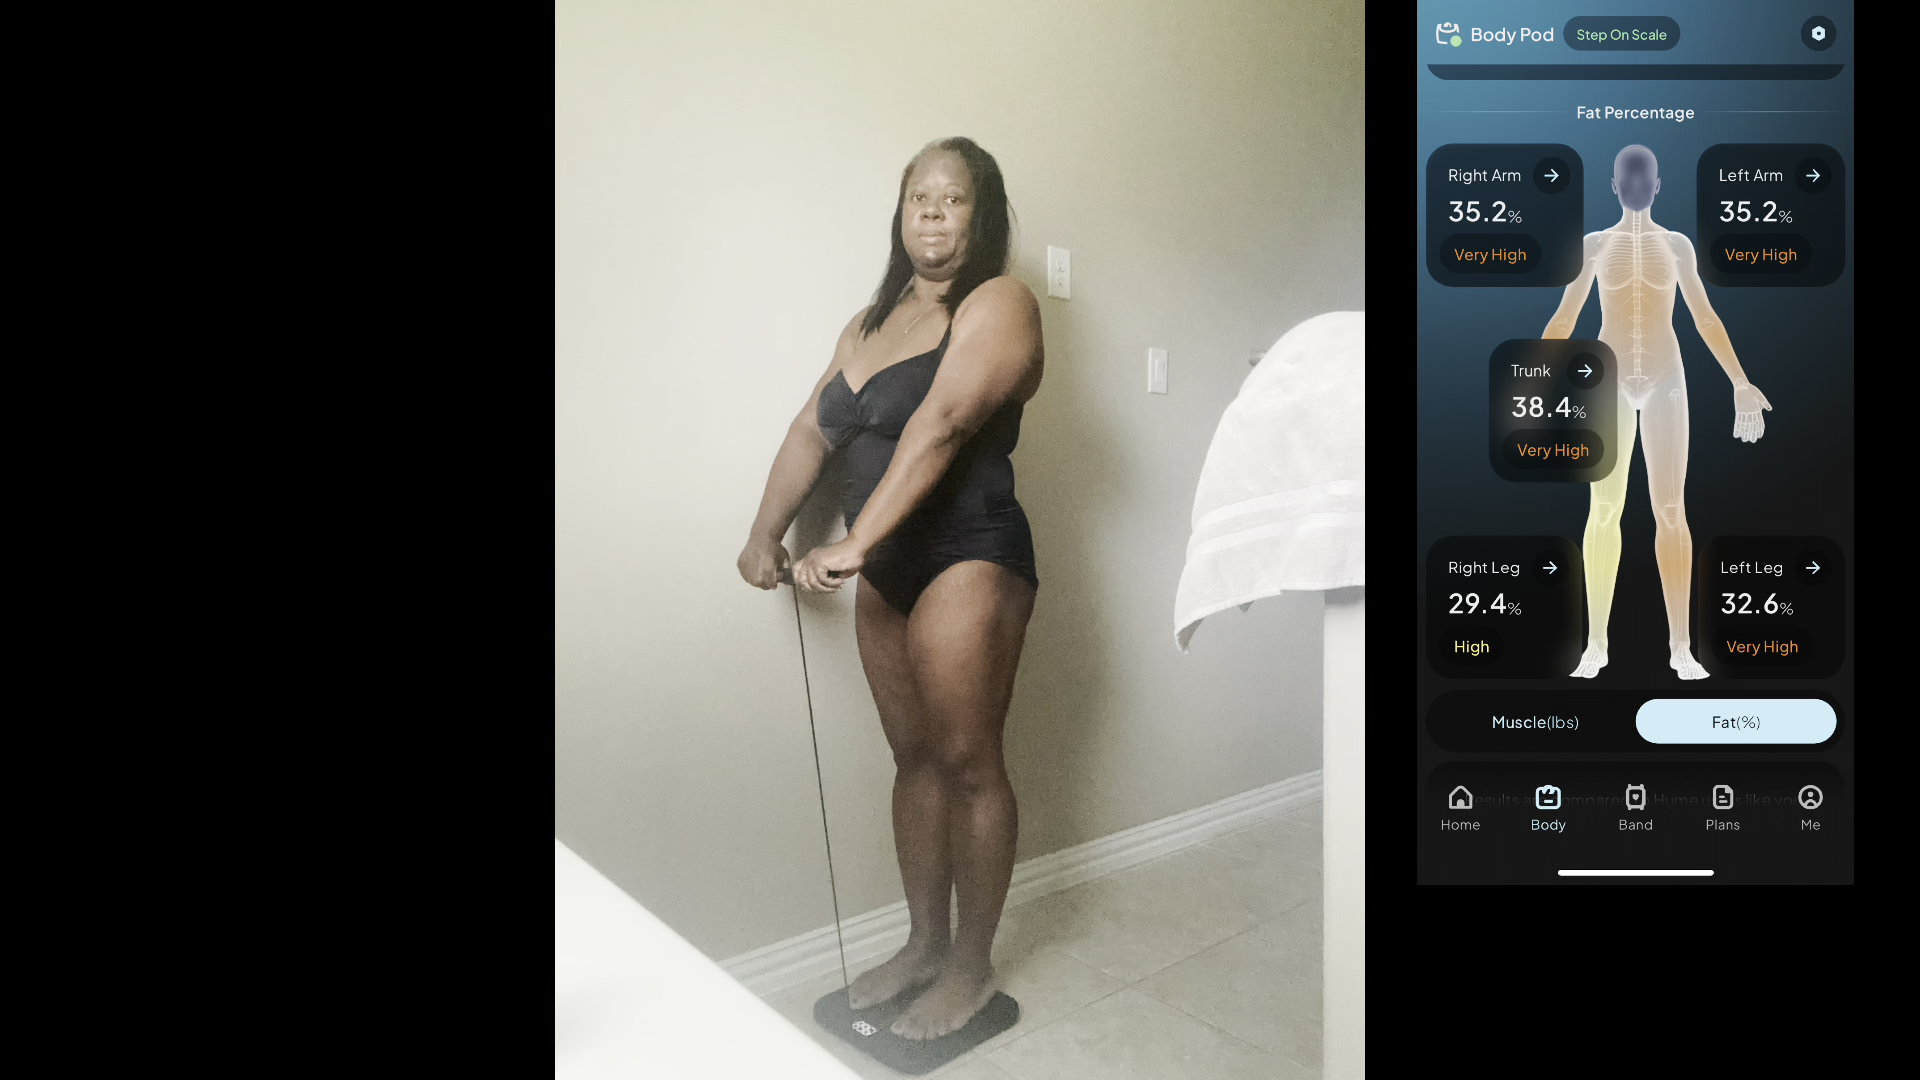 Body Pod
Step On Scale
Fat Percentage
Right Arm
35.2%
Very High
Left Arm
35.2%
Very High
Trunk
38.4%
Very High
Right Leg
29.4%
High
Left Leg
32.6%
Very High
Muscle(lbs)
Fat(%)
Home
Body
Band
Plans
Me